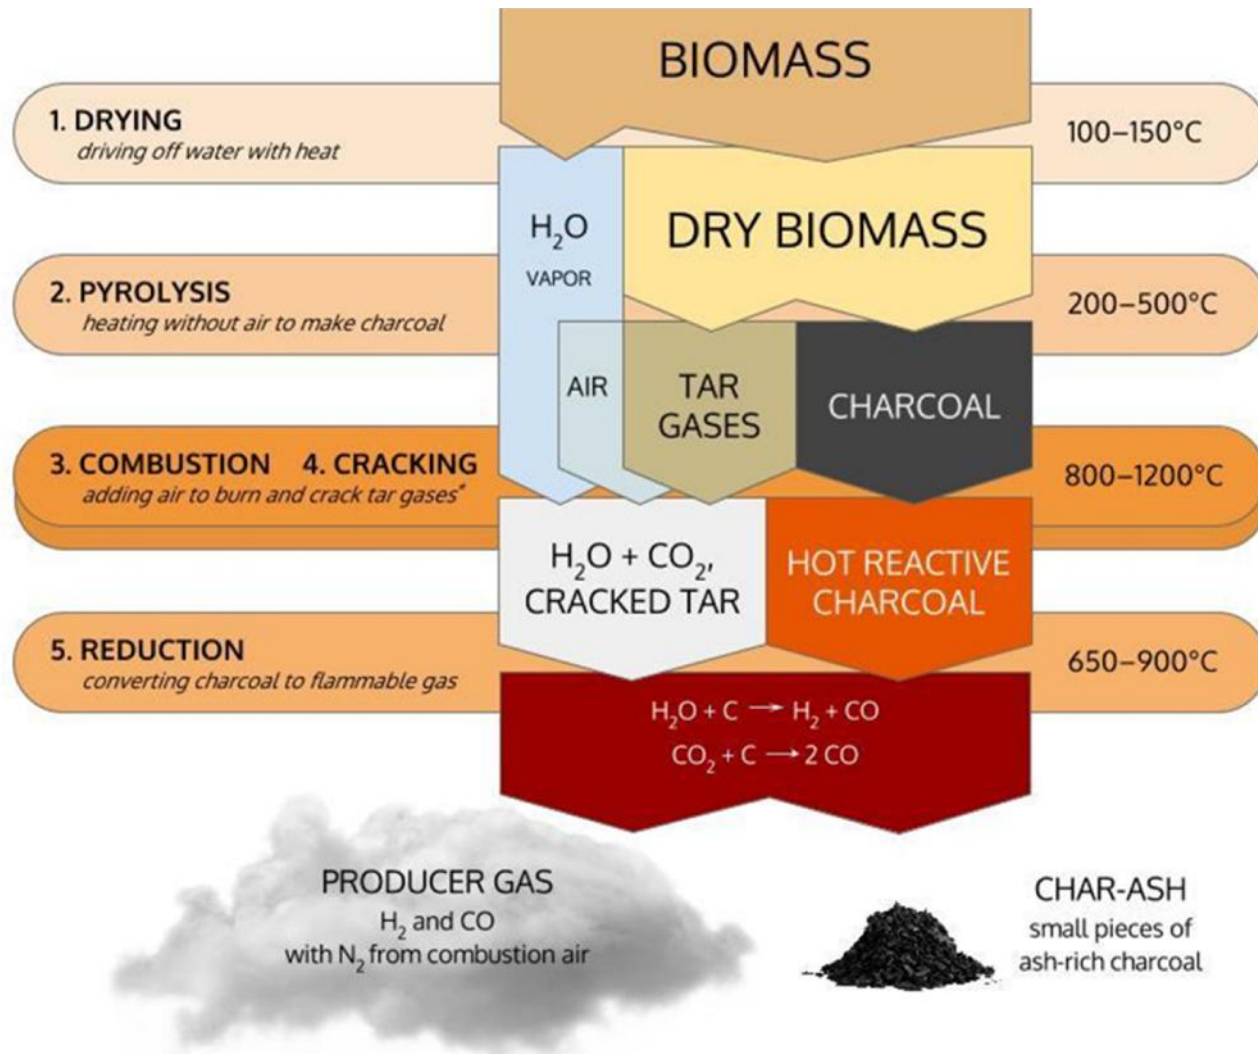 BIOMASS
1. DRYING
driving off water with heat
100–150°C
H₂O
VAPOR
DRY BIOMASS
2. PYROLYSIS
heating without air to make charcoal
200–500°C
AIR
TAR
GASES
CHARCOAL
3. COMBUSTION 4. CRACKING
adding air to burn and crack tar gases*
800–1200°C
H₂O + CO₂,
CRACKED TAR
HOT REACTIVE
CHARCOAL
5. REDUCTION
converting charcoal to flammable gas
650–900°C
H₂O + C → H₂ + CO
CO₂ + C → 2 CO
PRODUCER GAS
H₂ and CO
with N₂ from combustion air
CHAR-ASH
small pieces of
ash-rich charcoal